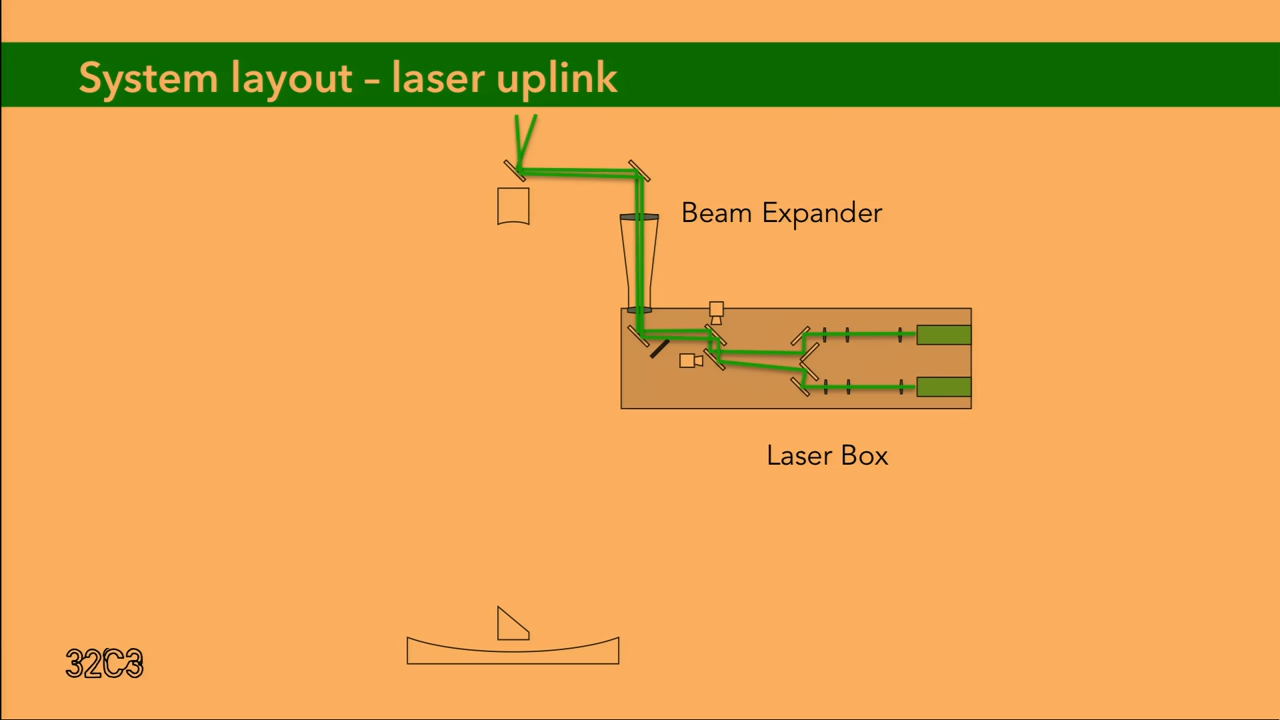 System layout – laser uplink
Beam Expander
Laser Box
32C3